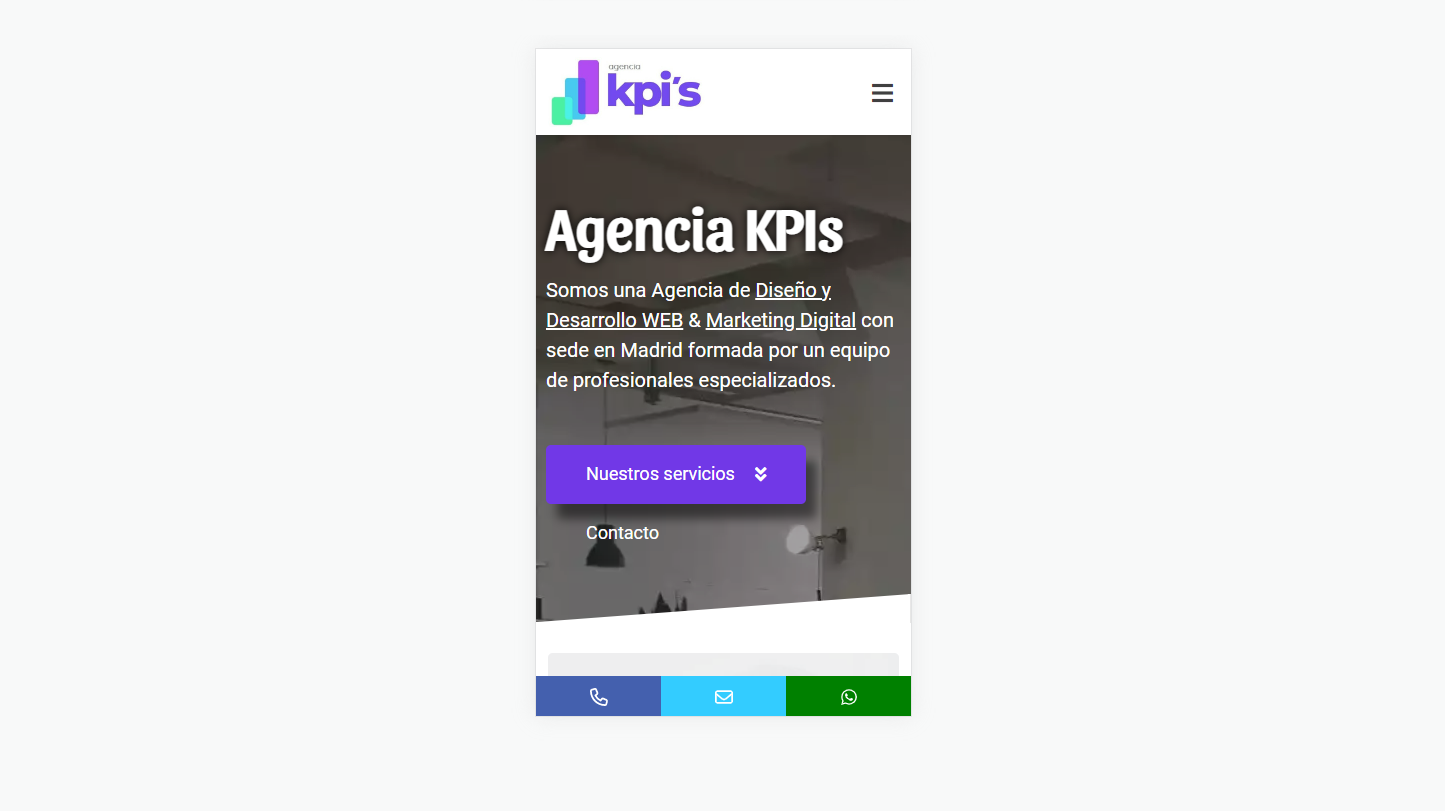 agencia
kpi's
Agencia KPIs
Somos una Agencia de Diseño y
Desarrollo WEB & Marketing Digital con
sede en Madrid formada por un equipo
de profesionales especializados.
Nuestros servicios
Contacto